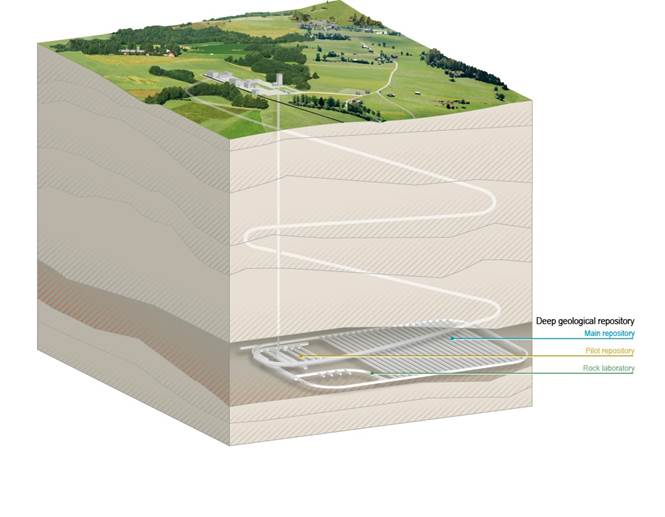 Deep geological repository
Main repository
Pilot repository
Rock laboratory